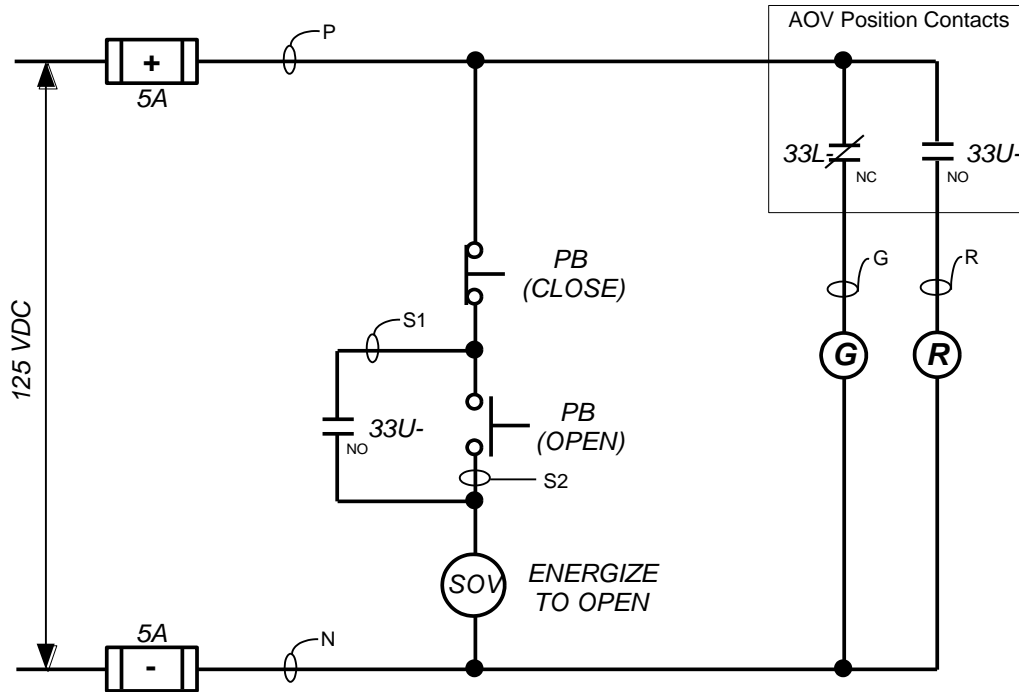 AOV Position Contacts
P
+
5A
33L-
NC
33U-
NO
G
R
PB
(CLOSE)
S1
125 VDC
G
R
33U-
NO
PB
(OPEN)
S2
SOV
ENERGIZE
TO OPEN
5A
-
N